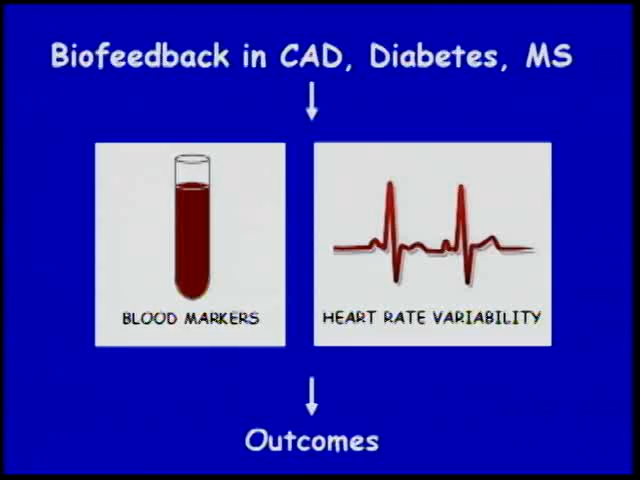 Biofeedback in CAD, Diabetes, MS
BLOOD MARKERS
HEART RATE VARIABILITY
Outcomes